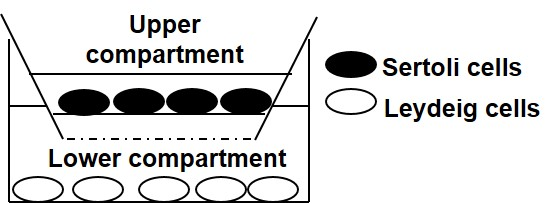 Upper
compartment
Sertoli cells
Leydeig cells
Lower compartment